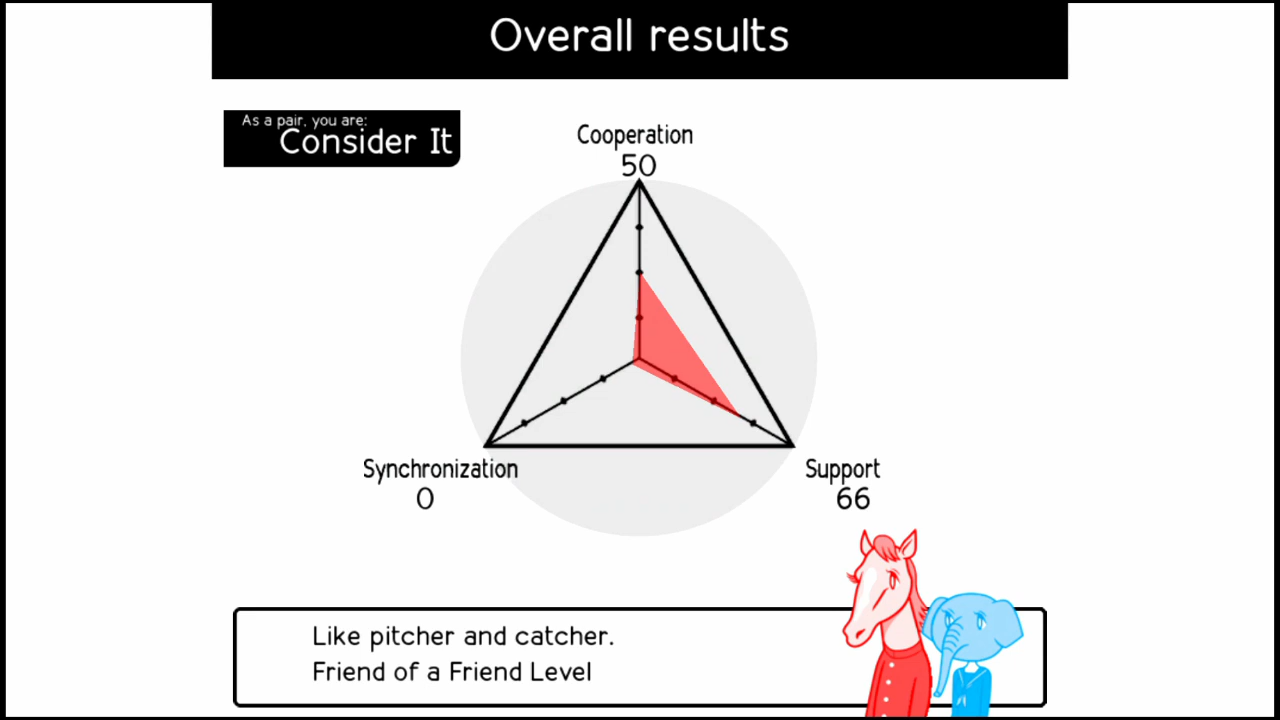 Overall results
As a pair, you are:
Consider It
Cooperation
50
Synchronization
0
Support
66
Like pitcher and catcher.
Friend of a Friend Level